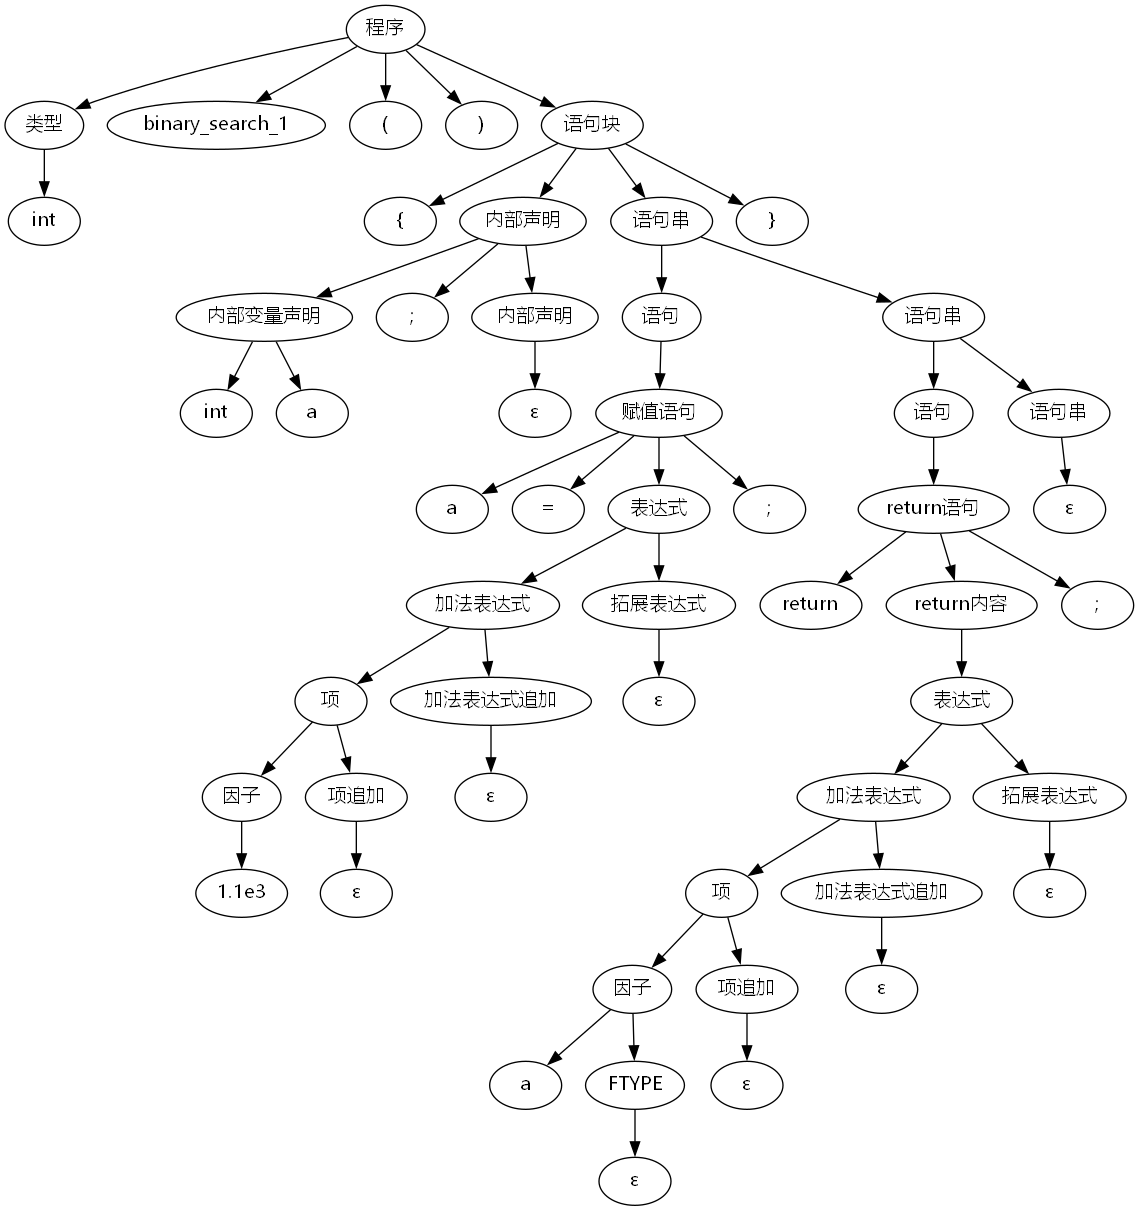 程序
类型
binary_search_1
(
)
语句块
int
{
内部声明
语句串
}
内部变量声明
;
内部声明
语句
语句串
int
a
ε
赋值语句
语句
语句串
a
=
表达式
;
return语句
ε
加法表达式
拓展表达式
return
return内容
;
项
加法表达式追加
ε
表达式
因子
项追加
ε
加法表达式
拓展表达式
1.1e3
ε
项
加法表达式追加
ε
因子
项追加
ε
a
FTYPE
ε
ε